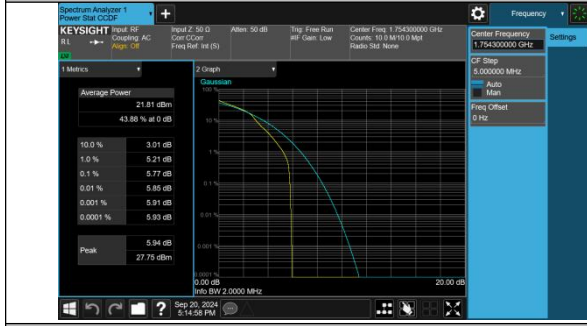 Spectrum Analyzer 1
Power Stat CCDF
+
Frequency
KEYSIGHT Input: RF Input Z: 50 Ω Atten: 50 dB Trig: Free Run Center Freq: 1.754300000 GHz
RL Coupling: AC Corr CCorr #IF Gain: Low Counts: 10.0 M/10.0 Mpt
Align: Off Freq Ref: Int (S) Radio Std: None
Center Frequency
1.754300000 GHz
Settings
CF Step
5.000000 MHz
Auto
Man
Freq Offset
0 Hz
1 Metrics
2 Graph
Average Power
21.81 dBm
43.88 % at 0 dB
10.0 % 3.01 dB
1.0 % 5.21 dB
0.1 % 5.77 dB
0.01 % 5.85 dB
0.001 % 5.91 dB
0.0001 % 5.93 dB
Peak
5.94 dB
27.75 dBm
Gaussian
100 %
10 %
1 %
0.1 %
0.01 %
0.001 %
0.0001 %
0.00 dB 20.00 dB
Info BW 2.0000 MHz
?
Sep 20, 2024
5:14:58 PM